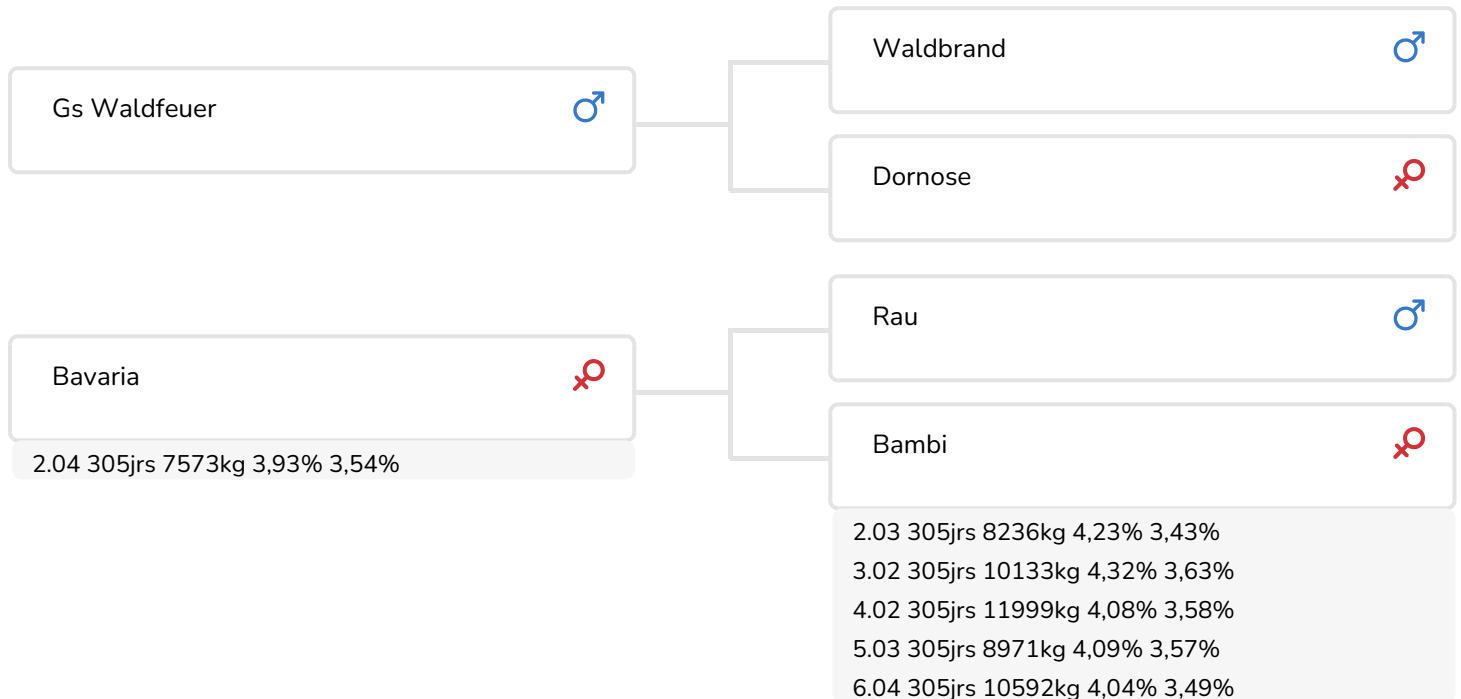 Gs Waldfeuer
Waldbrand
Dornose
Bavaria
2.04 305jrs 7573kg 3,93% 3,54%
Rau
Bambi
2.03 305jrs 8236kg 4,23% 3,43%
3.02 305jrs 10133kg 4,32% 3,63%
4.02 305jrs 11999kg 4,08% 3,58%
5.03 305jrs 8971kg 4,09% 3,57%
6.04 305jrs 10592kg 4,04% 3,49%